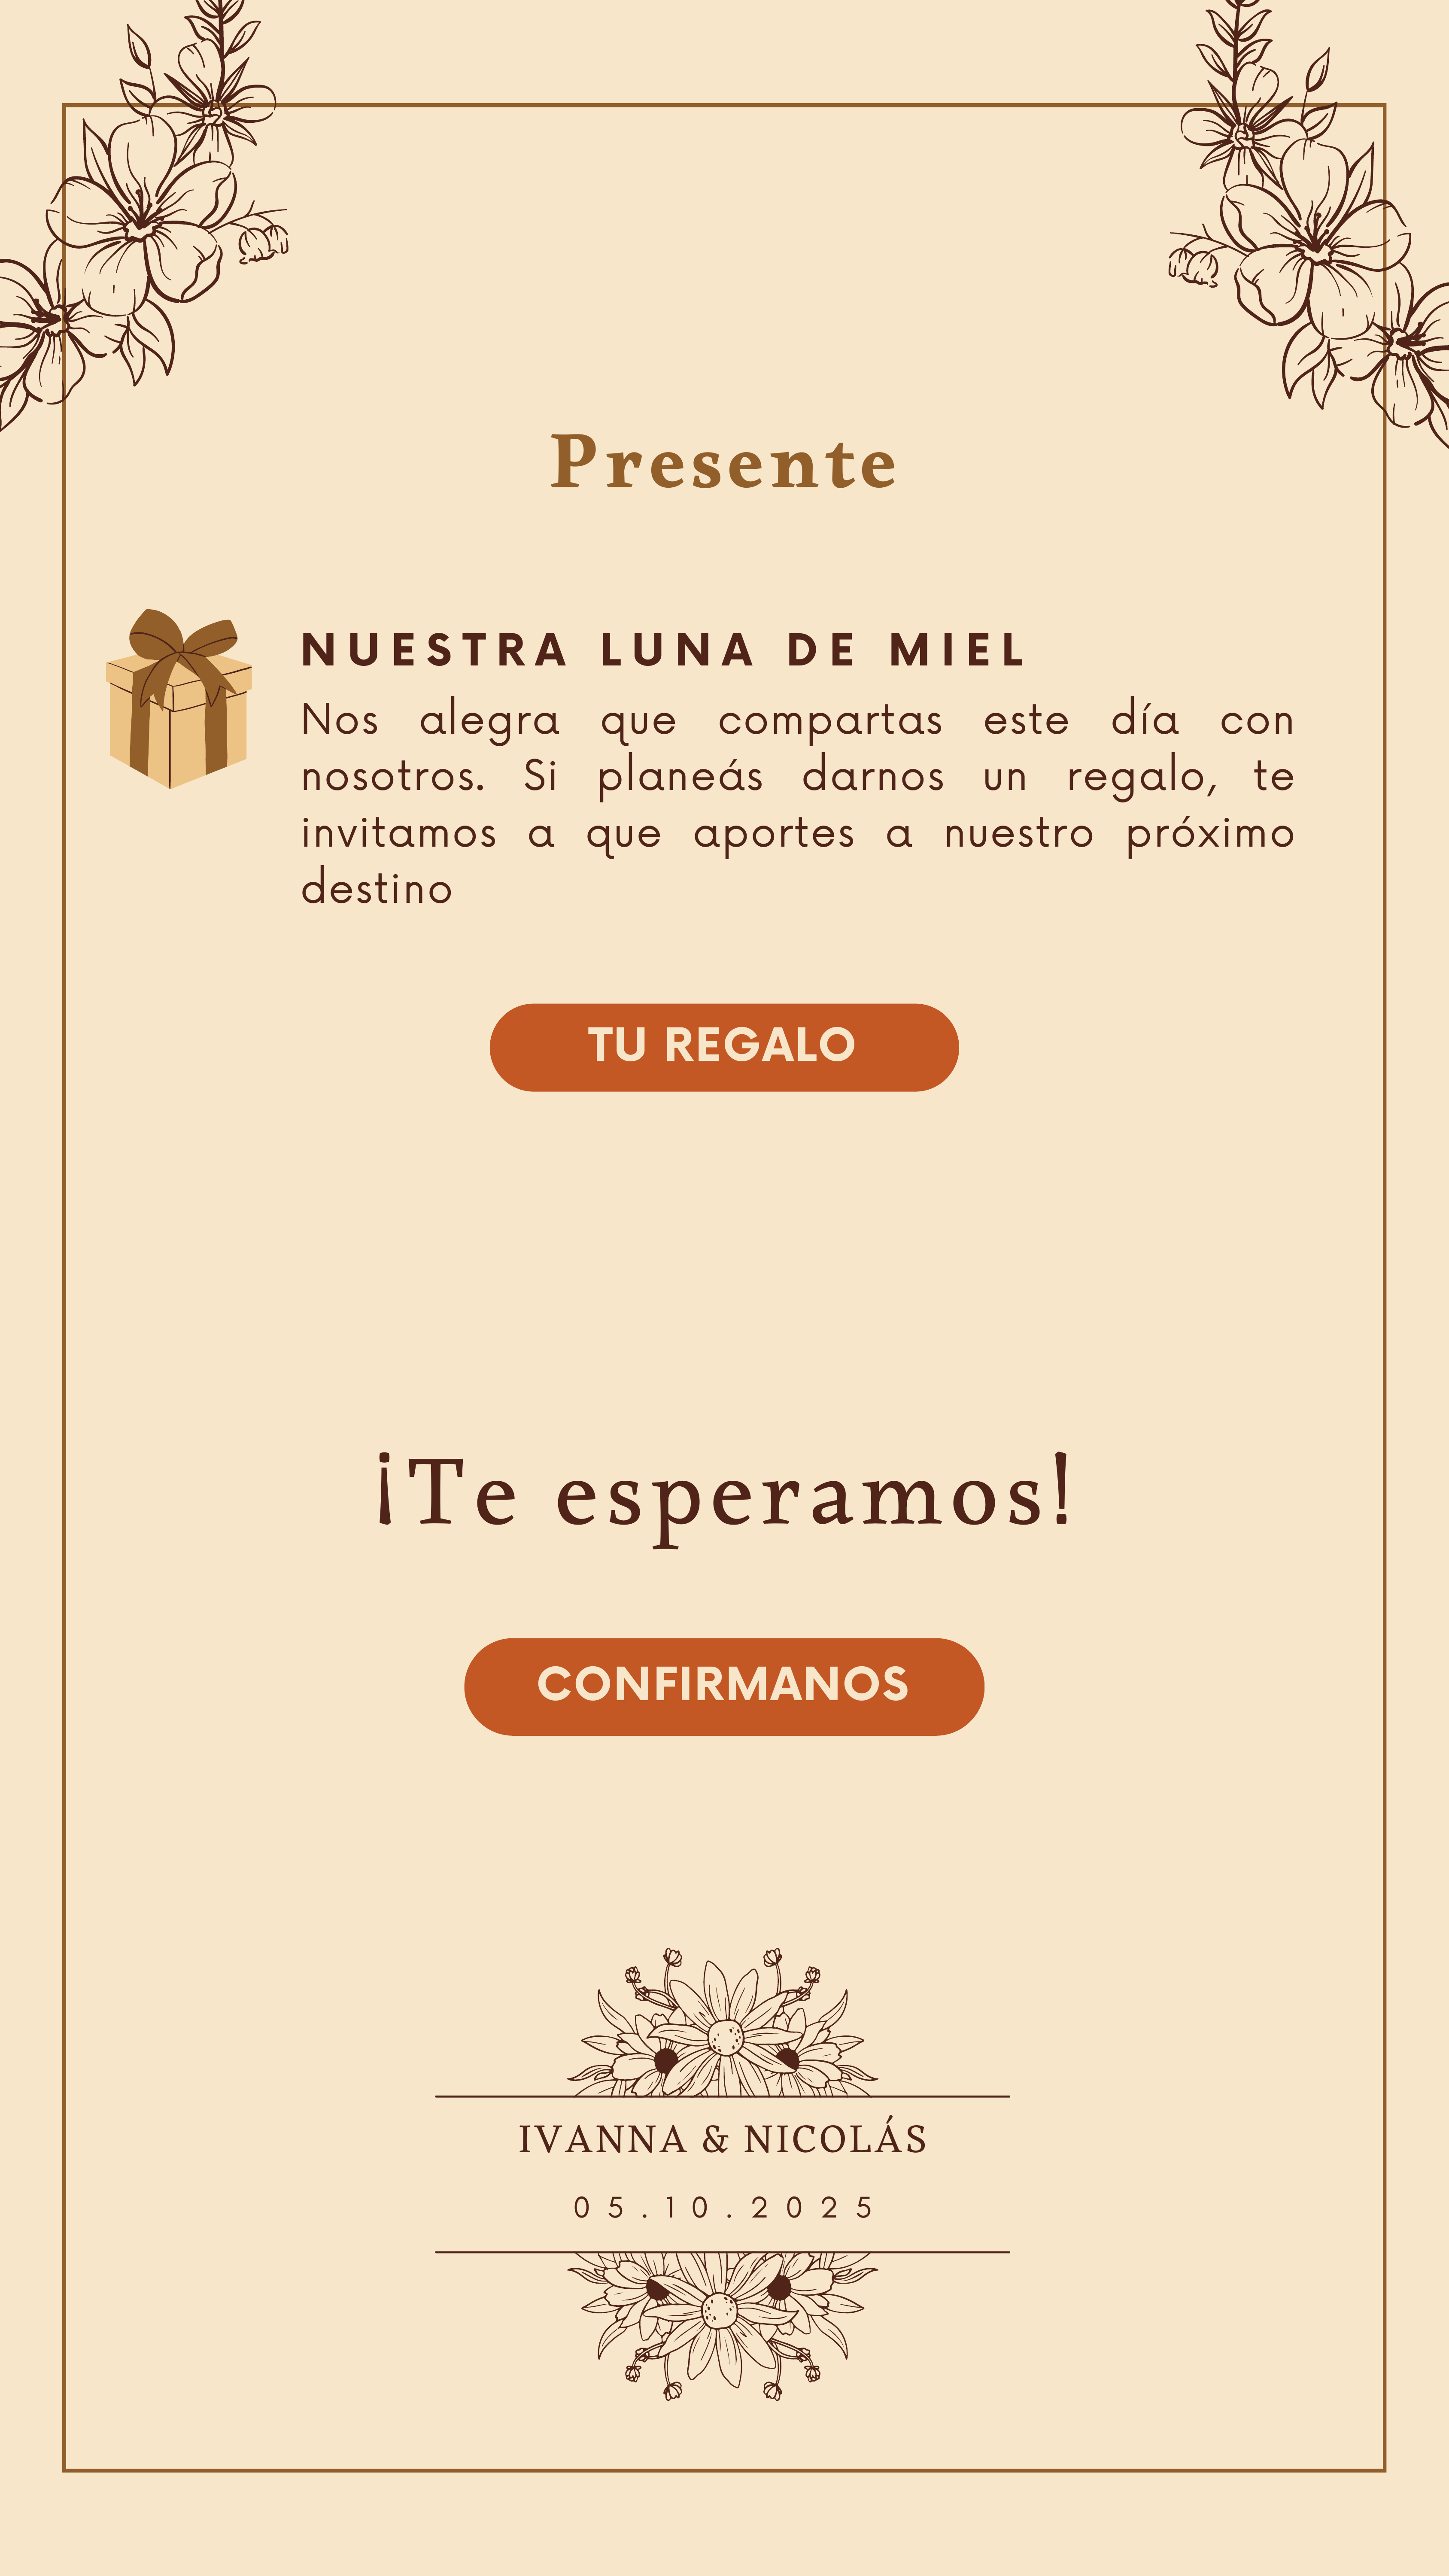 Presente
NUESTRA LUNA DE MIEL
Nos alegra que compartas este día con
nosotros. Si planeás darnos un regalo, te
invitamos a que aportes a nuestro próximo
destino
TU REGALO
¡Te esperamos!
CONFIRMANOS
IVANNA & NICOLÁS
05.10.2025